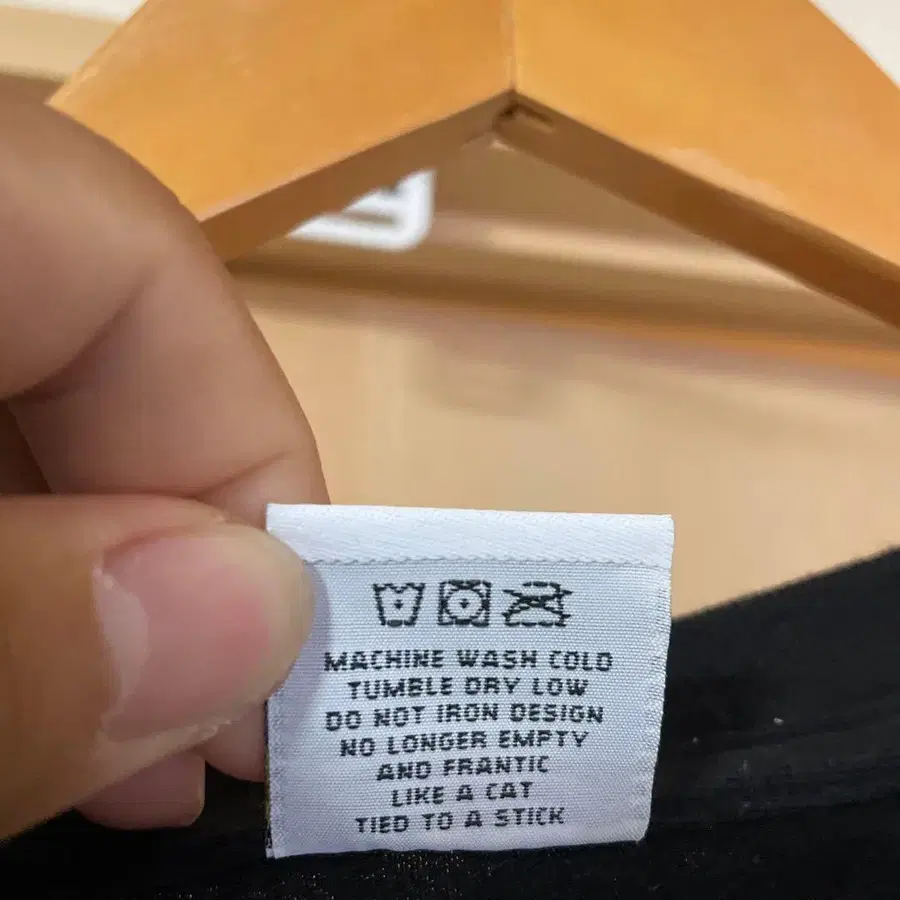 MACHINE WASH COLD
TUMBLE DRY LOW
DO NOT IRON DESIGN
NO LONGER EMPTY
AND FRANTIC
LIKE A CAT
TIED TO A STICK